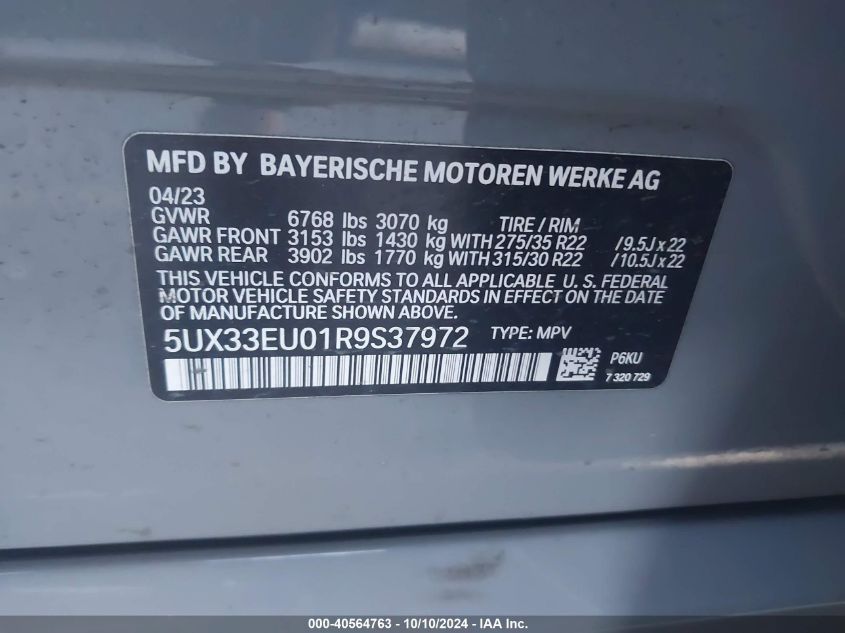 MFD BY BAYERISCHE MOTOREN WERKE AG
04/23
GVWR 6768 lbs 3070 kg TIRE / RIM
GAWR FRONT 3153 lbs 1430 kg WITH 275/35 R22 / 9.5J x 22
GAWR REAR 3902 lbs 1770 kg WITH 315/30 R22 / 10.5J x 22
THIS VEHICLE CONFORMS TO ALL APPLICABLE U. S. FEDERAL
MOTOR VEHICLE SAFETY STANDARDS IN EFFECT ON THE DATE
OF MANUFACTURE SHOWN ABOVE.
5UX33EU01R9S37972 TYPE: MPV
P6KU
7 320 729
000-40564763 - 10/10/2024 - IAA Inc.